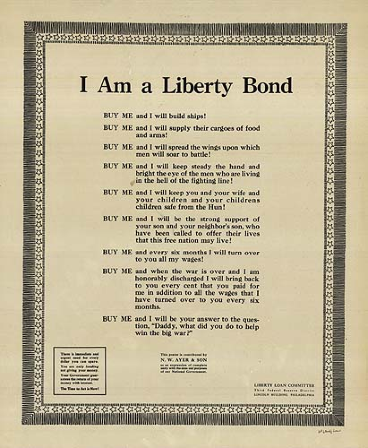 I Am a Liberty Bond
BUY ME and I will build ships!
BUY ME and I will supply their cargoes of food
and arms!
BUY ME and I will spread the wings upon which
men will soar to battle!
BUY ME and I will keep steady the hand and
bright the eye of the men who are living
in the hell of the fighting line!
BUY ME and I will keep you and your wife and
your children and your childrens
children safe from the Hun!
BUY ME and I will be the strong support of
your son and your neighbor's son, who
have been called to offer their lives
that this free nation may live!
BUY ME and every six months I will turn over
to you all my wages!
BUY ME and when the war is over and I am
honorably discharged I will bring back
to you every cent that you paid for
me in addition to all the wages that I
have turned over to you every six
months.
BUY ME and I will be your answer to the ques-
tion, "Daddy, what did you do to help
win the big war?"
There is immediate and
urgent need for every
dollar you can spare.
You are only lending
not giving your money.
Your Government guar-
antees the return of your
money with interest.
The Time to Act is Now!
This poster is contributed by
N. W. AYER & SON
as an expression of complete
unity with the aims and purposes
of our National Government.
LIBERTY LOAN COMMITTEE
Third Federal Reserve District
LINCOLN BUILDING PHILADELPHIA